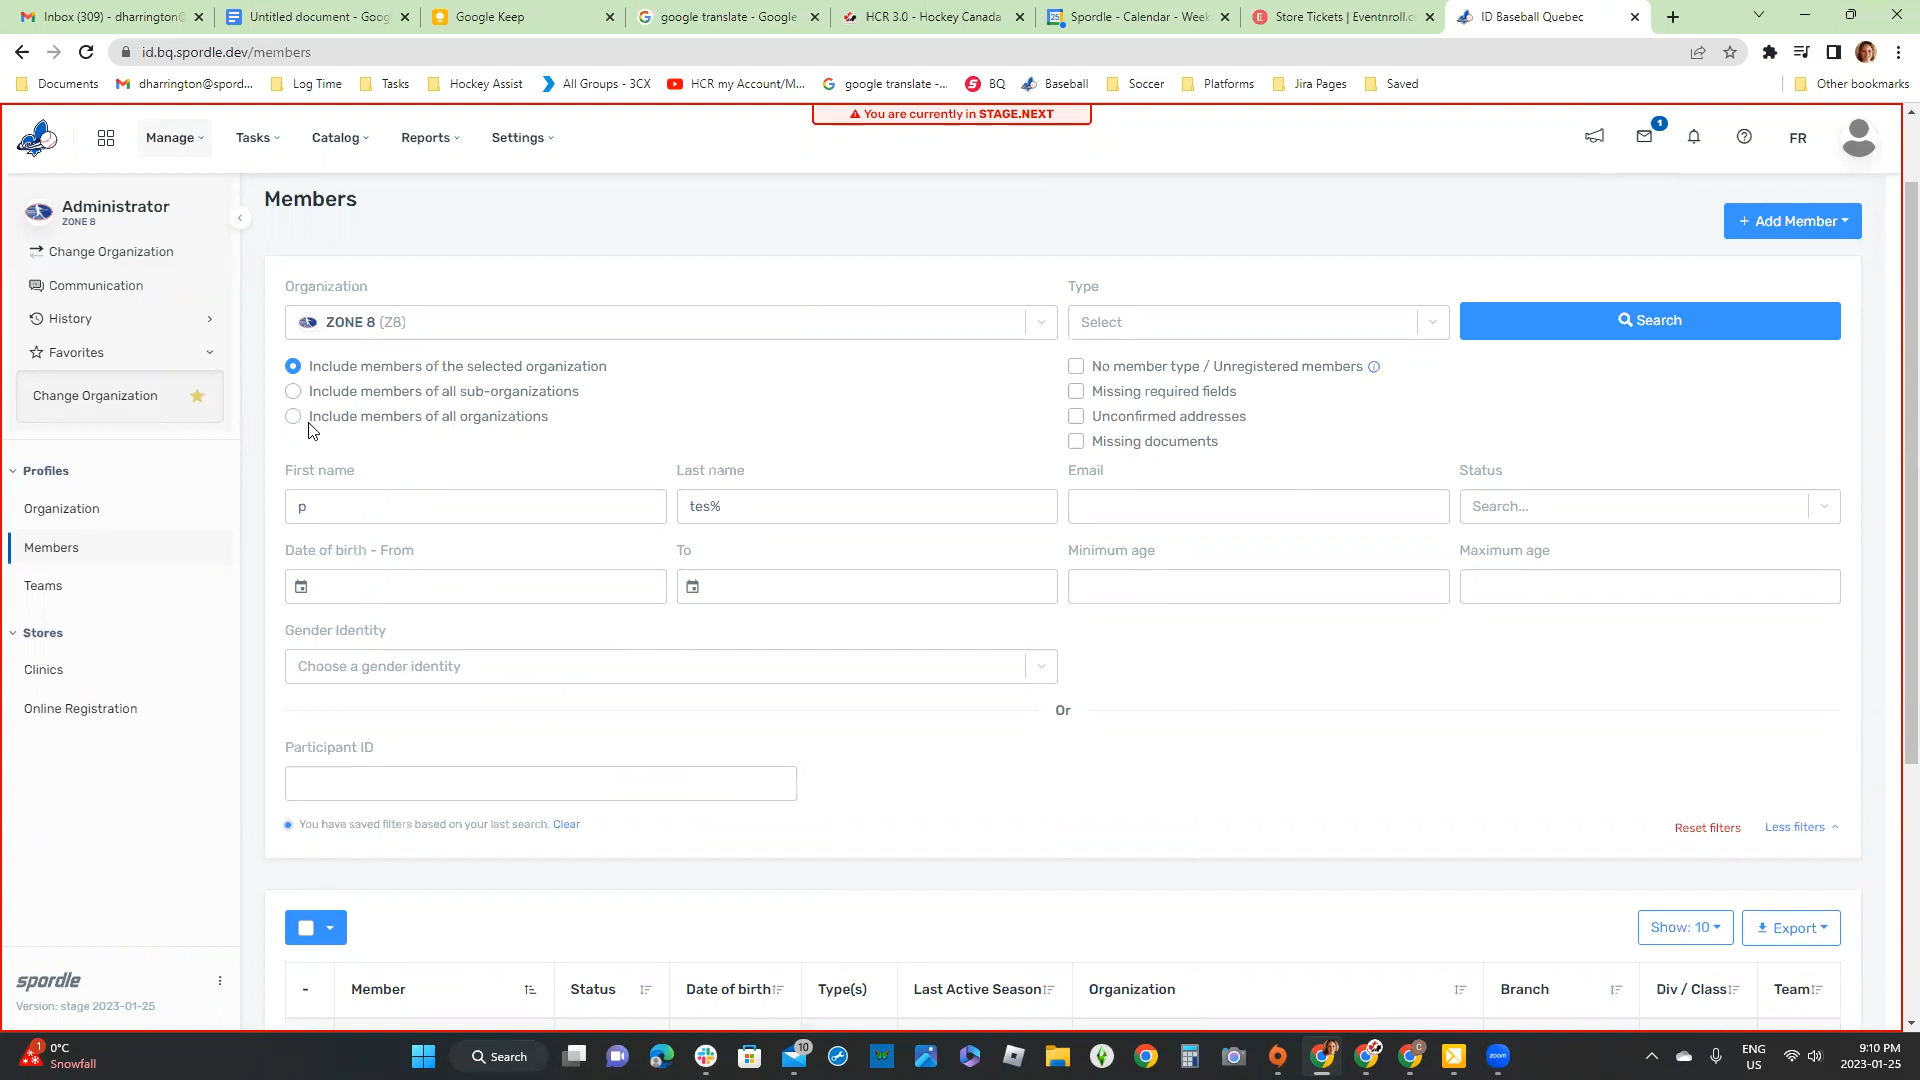 Inbox (309) - dharrington@
Untitled document - Goog
Google Keep
google translate - Google
HCR 3.0 - Hockey Canada
Spordle - Calendar - Week
Store Tickets | Eventnroll.c
ID Baseball Quebec
id.bq.spordle.dev/members
Documents
dharrington@spord...
Log Time
Tasks
Hockey Assist
All Groups - 3CX
HCR my Account/M...
google translate -...
BQ
Baseball
Soccer
Platforms
Jira Pages
Saved
Other bookmarks
You are currently in STAGE.NEXT
Manage
Tasks
Catalog
Reports
Settings
1
FR
Administrator
ZONE 8
Change Organization
Communication
History
Favorites
Change Organization
Profiles
Organization
Members
Teams
Stores
Clinics
Online Registration
spordle
Version: stage 2023-01-25
Members
+ Add Member
Organization
Type
ZONE 8 (Z8)
Select
Search
Include members of the selected organization
Include members of all sub-organizations
Include members of all organizations
No member type / Unregistered members
Missing required fields
Unconfirmed addresses
Missing documents
First name
Last name
Email
Status
p
tes%
Search...
Date of birth - From
To
Minimum age
Maximum age
Gender Identity
Choose a gender identity
Or
Participant ID
You have saved filters based on your last search. Clear
Reset filters
Less filters
Show: 10
Export
-
Member
Status
Date of birth
Type(s)
Last Active Season
Organization
Branch
Div / Class
Team
1
0°C
Snowfall
Search
10
zoom
ENG
US
9:10 PM
2023-01-25